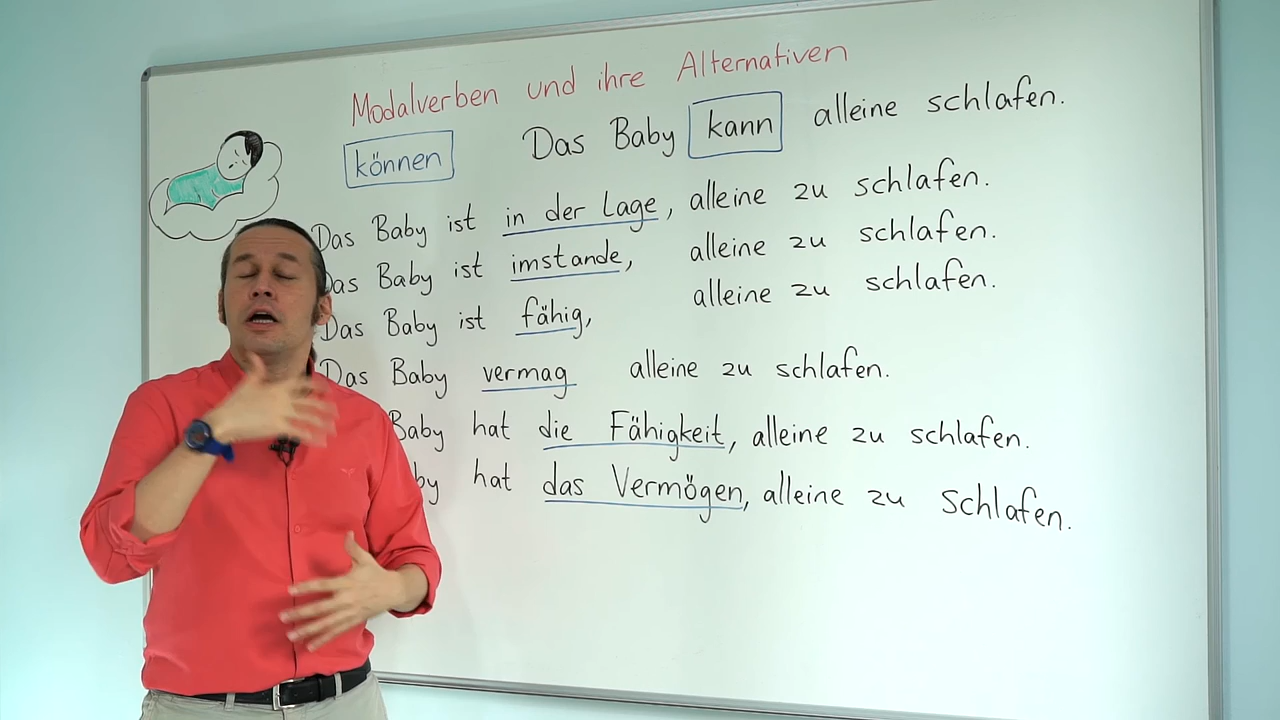 Modalverben und ihre Alternativen
können Das Baby kann alleine schlafen.
Das Baby ist in der Lage, alleine zu schlafen.
Das Baby ist imstande, alleine zu schlafen.
Das Baby ist fähig, alleine zu schlafen.
Das Baby vermag alleine zu schlafen.
Baby hat die Fähigkeit, alleine zu schlafen.
hat das Vermögen, alleine zu schlafen.